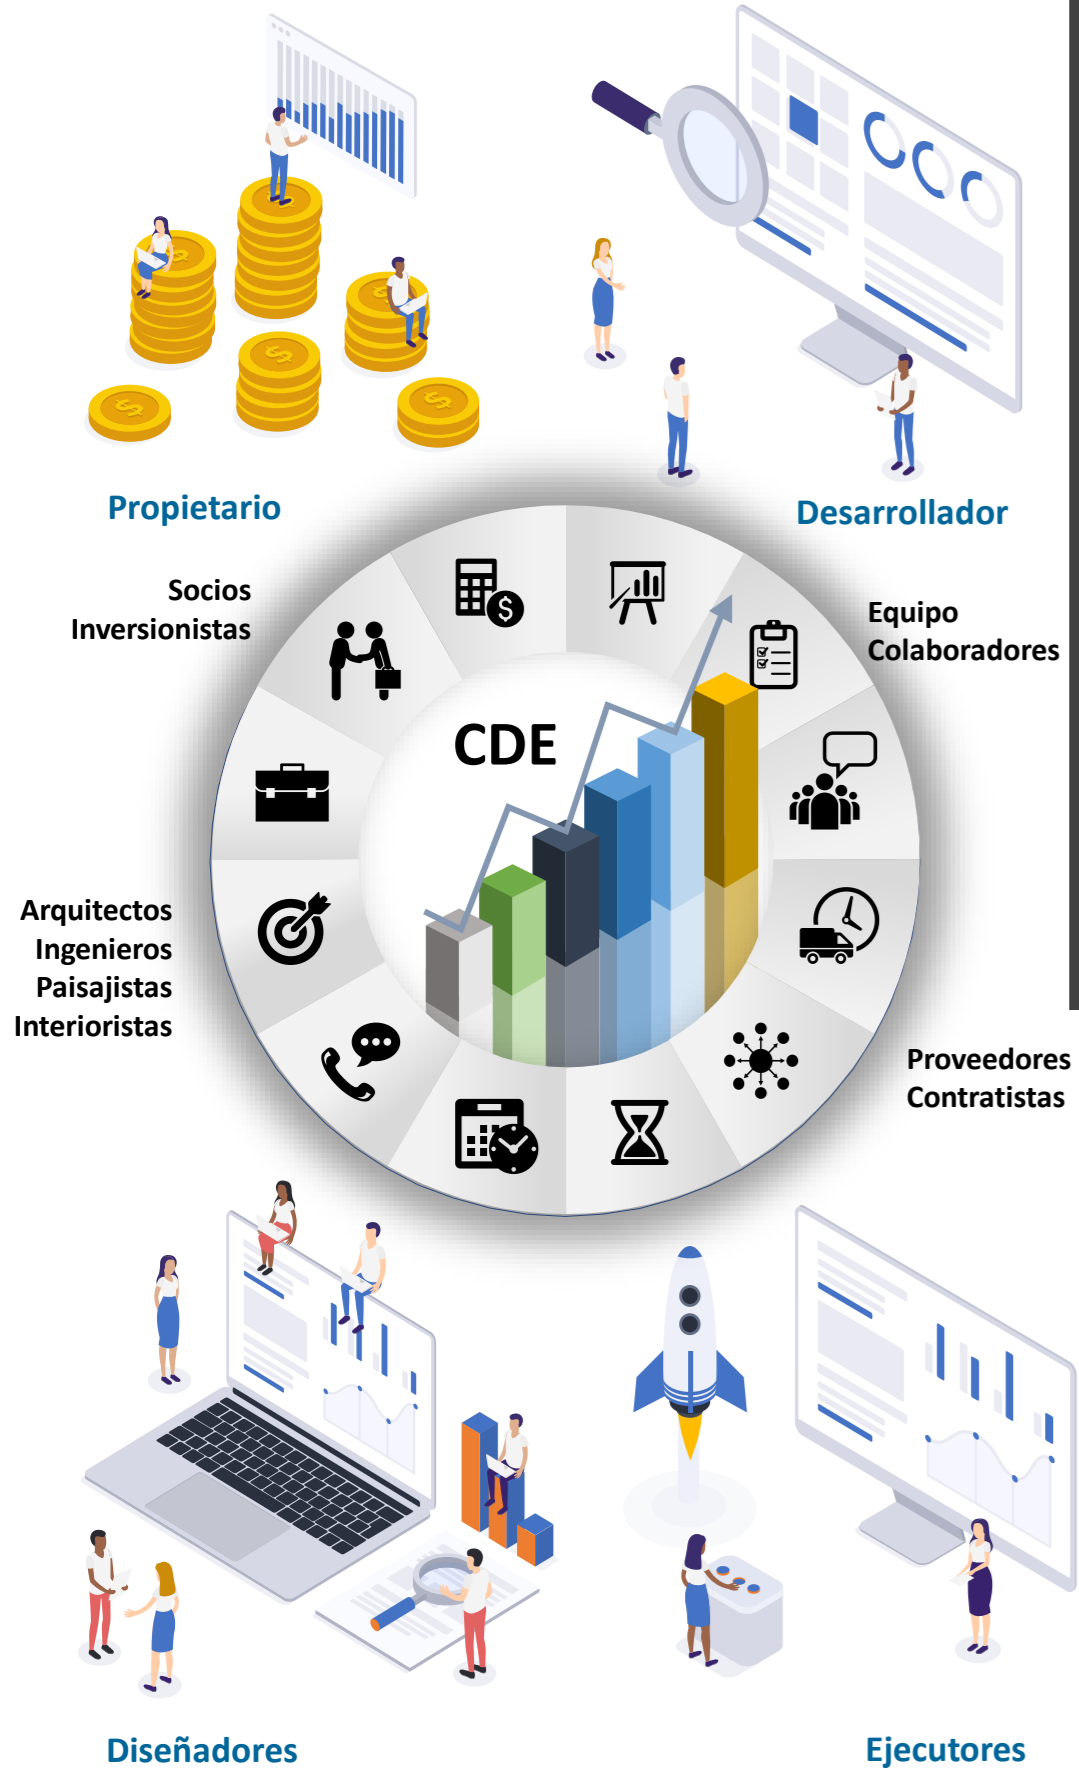 Propietario
Desarrollador
Socios
Inversionistas
Equipo
Colaboradores
CDE
Arquitectos
Ingenieros
Paisajistas
Interioristas
Proveedores
Contratistas
Diseñadores
Ejecutores